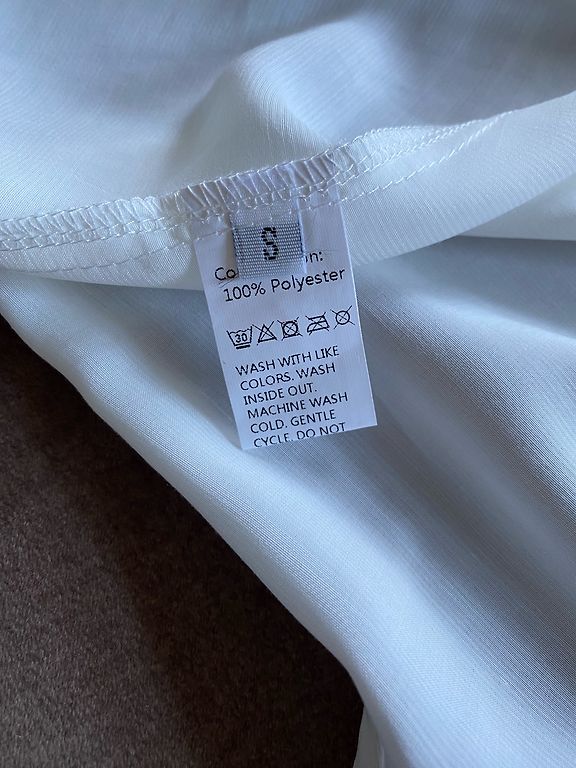 S
100% Polyester
30
WASH WITH LIKE
COLORS. WASH
INSIDE OUT.
MACHINE WASH
COLD. GENTLE
CYCLE. DO NOT